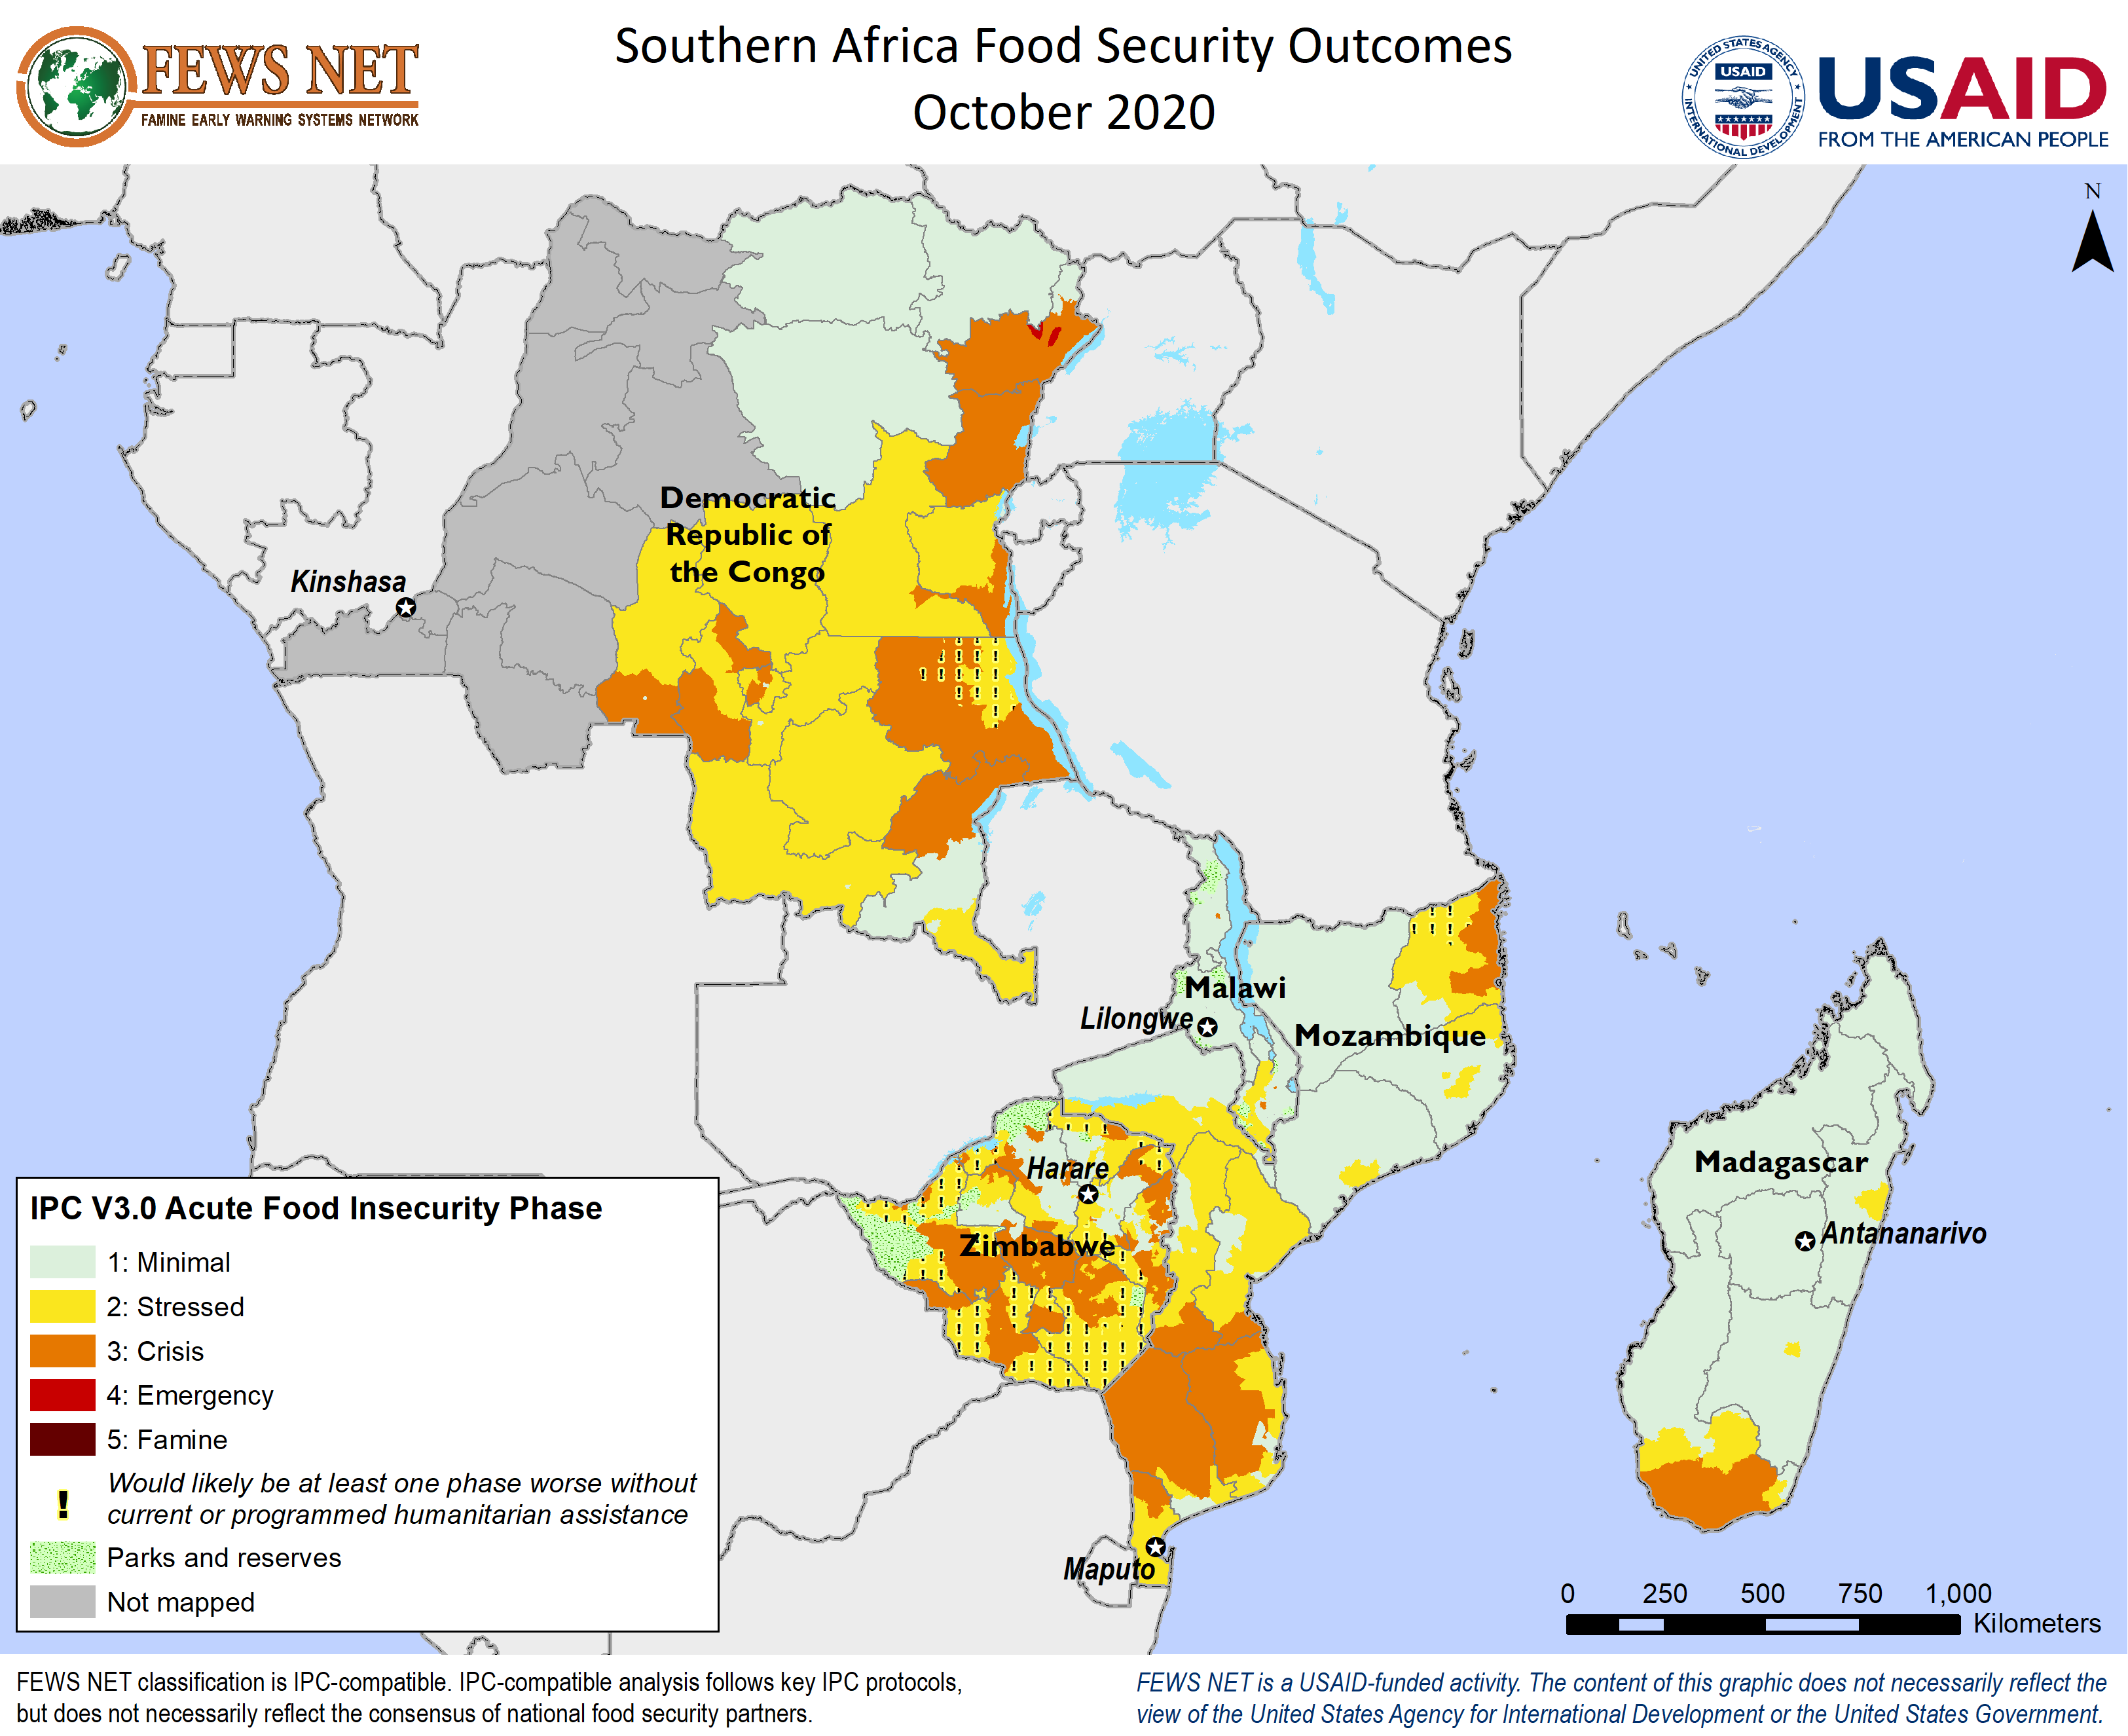 FEWS NET
FAMINE EARLY WARNING SYSTEMS NETWORK
Southern Africa Food Security Outcomes
October 2020
UNITED STATES AGENCY
USAID
INTERNATIONAL DEVELOPMENT
USAID
FROM THE AMERICAN PEOPLE
N
Democratic
Republic of
the Congo
Kinshasa
Malawi
Lilongwe
Mozambique
Harare
Zimbabwe
Madagascar
Antananarivo
Maputo
IPC V3.0 Acute Food Insecurity Phase
1: Minimal
2: Stressed
3: Crisis
4: Emergency
5: Famine
! Would likely be at least one phase worse without
current or programmed humanitarian assistance
Parks and reserves
Not mapped
0 250 500 750 1,000
Kilometers
FEWS NET classification is IPC-compatible. IPC-compatible analysis follows key IPC protocols,
but does not necessarily reflect the consensus of national food security partners.
FEWS NET is a USAID-funded activity. The content of this graphic does not necessarily reflect the
view of the United States Agency for International Development or the United States Government.